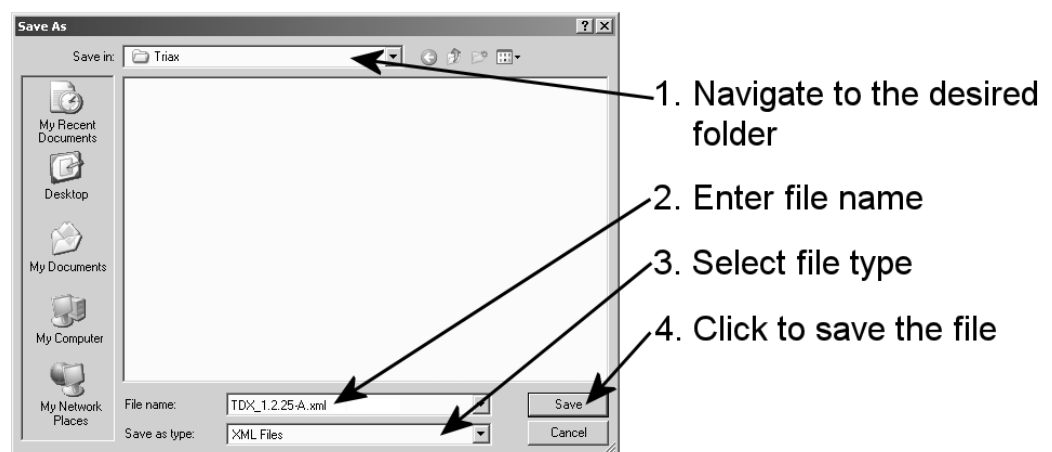 Save As
Save in: Triax
My Recent
Documents
Desktop
My Documents
My Computer
My Network
Places
File name: TDX_1.2.25-A.xml Save
Save as type: XML Files Cancel
1. Navigate to the desired
folder
2. Enter file name
3. Select file type
4. Click to save the file